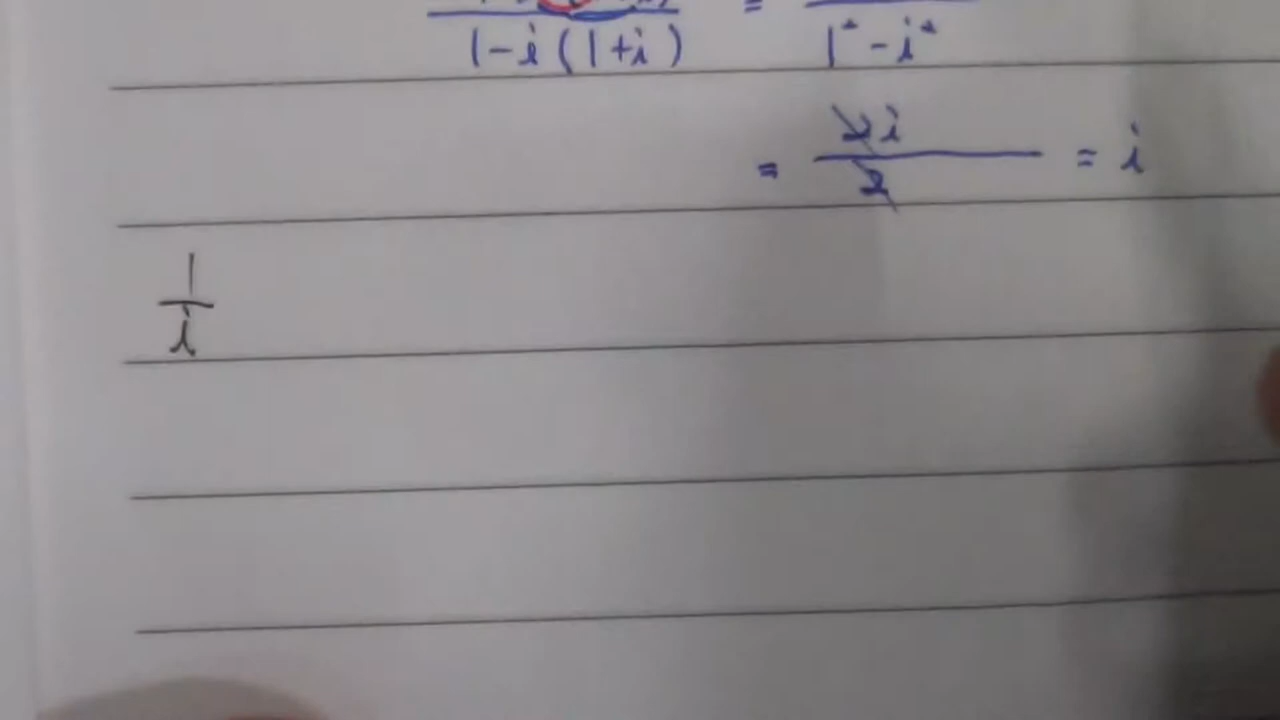 =
1-i(1+i) 1² - i²
= 2i/2 = i
1/i